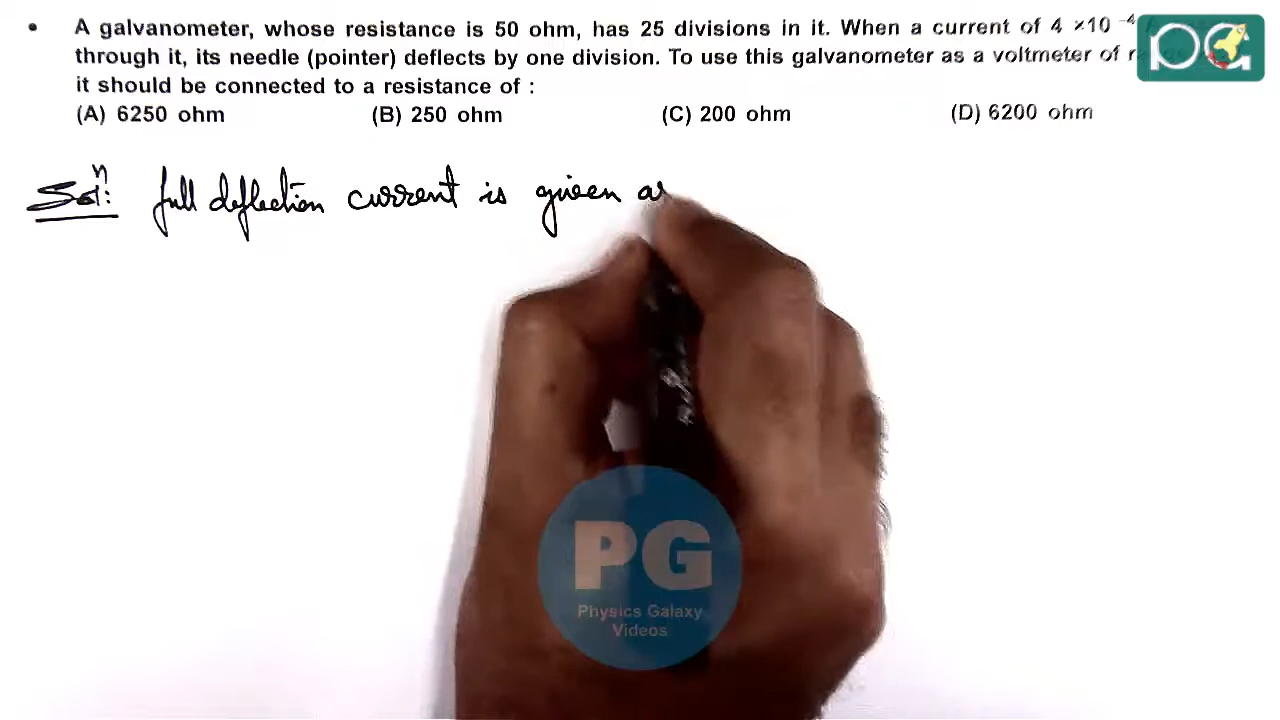 • A galvanometer, whose resistance is 50 ohm, has 25 divisions in it. When a current of 4 ×10 ⁻⁴
through it, its needle (pointer) deflects by one division. To use this galvanometer as a voltmeter of
it should be connected to a resistance of :
(A) 6250 ohm (B) 250 ohm (C) 200 ohm (D) 6200 ohm
Solⁿ: full deflection current is given as
PG
PG
Physics Galaxy
Videos